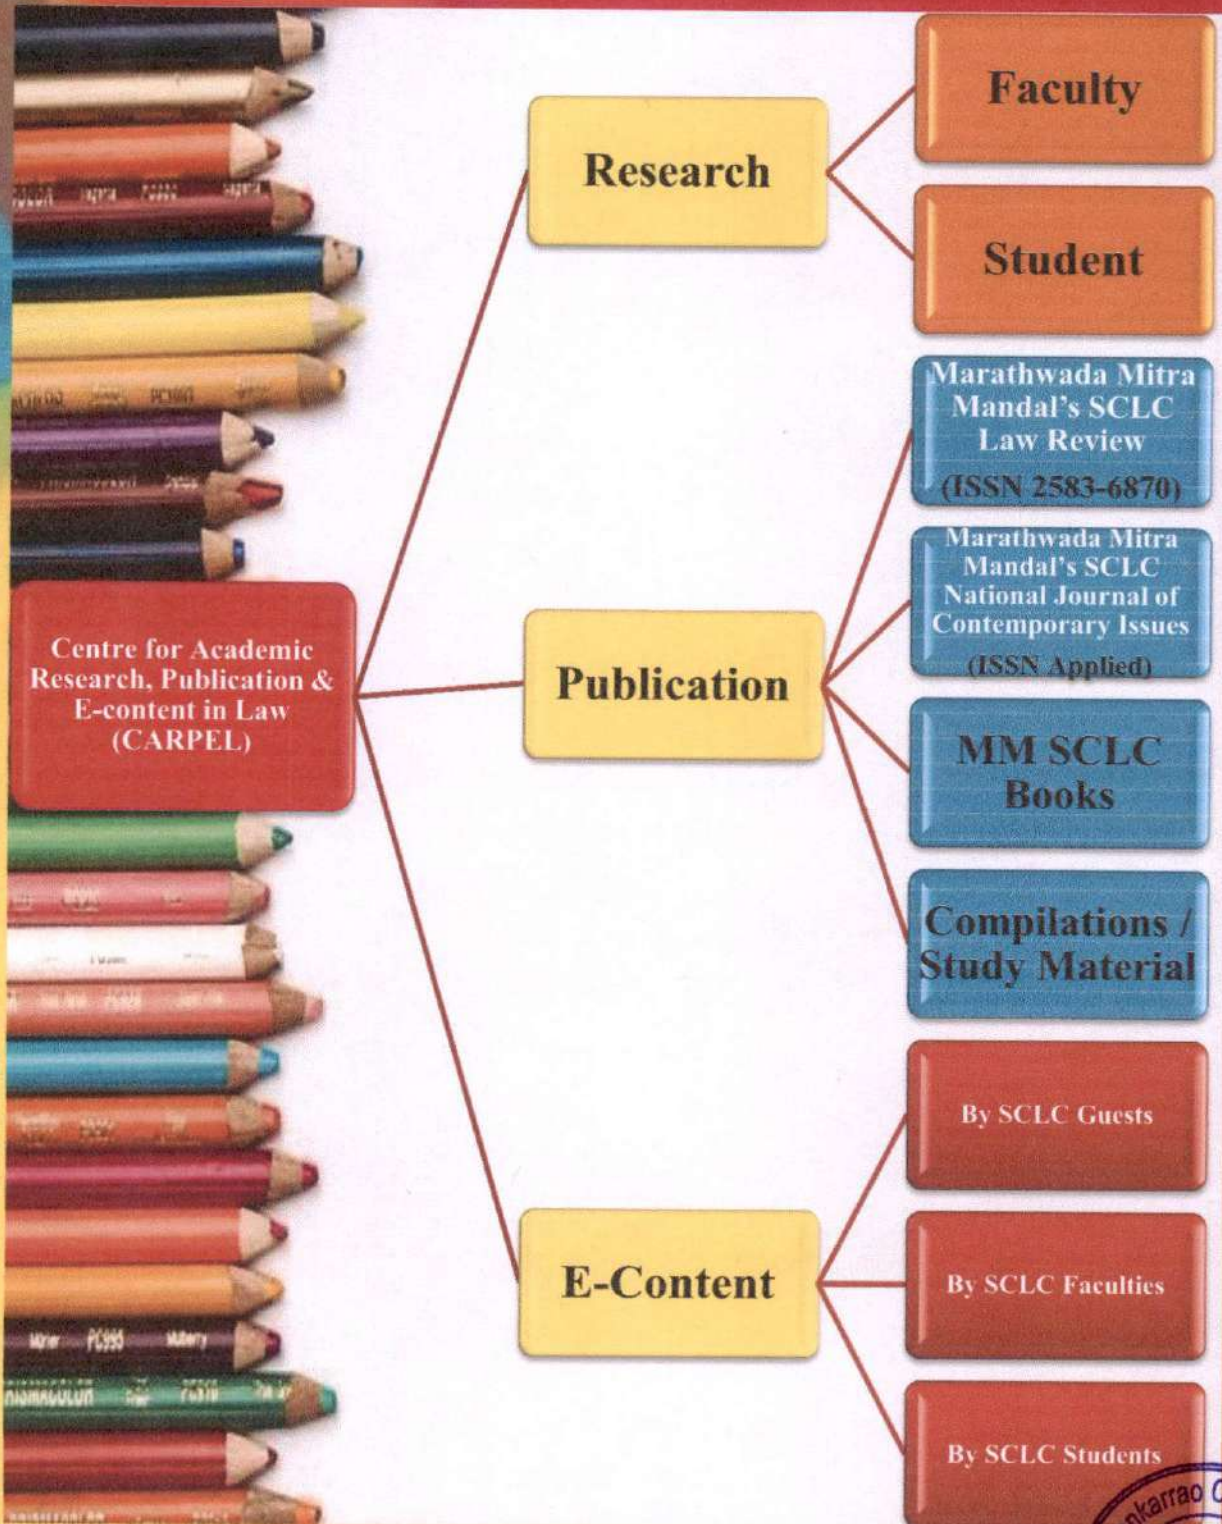 Centre for Academic
Research, Publication &
E-content in Law
(CARPEL)
Research
Faculty
Student
Publication
Marathwada Mitra
Mandal's SCLC
Law Review
(ISSN 2583-6870)
Marathwada Mitra
Mandal's SCLC
National Journal of
Contemporary Issues
(ISSN Applied)
MM SCLC
Books
Compilations /
Study Material
E-Content
By SCLC Guests
By SCLC Faculties
By SCLC Students
PC995 Mulberry